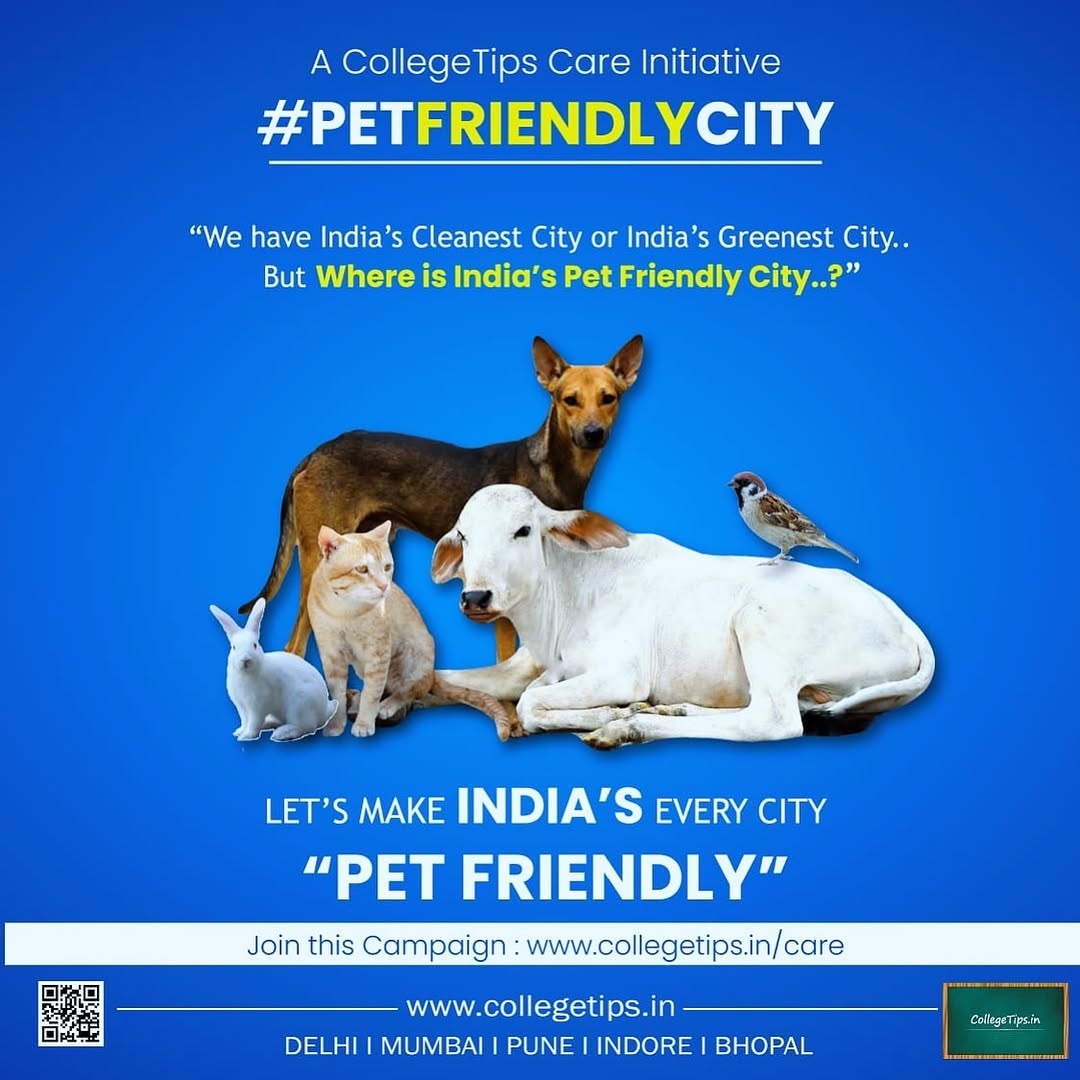 A CollegeTips Care Initiative
#PETFRIENDLYCITY
“We have India’s Cleanest City or India’s Greenest City..
But Where is India’s Pet Friendly City..?”
LET’S MAKE INDIA’S EVERY CITY
“PET FRIENDLY”
Join this Campaign : www.collegetips.in/care
www.collegetips.in
DELHI I MUMBAI I PUNE I INDORE I BHOPAL
CollegeTips.in